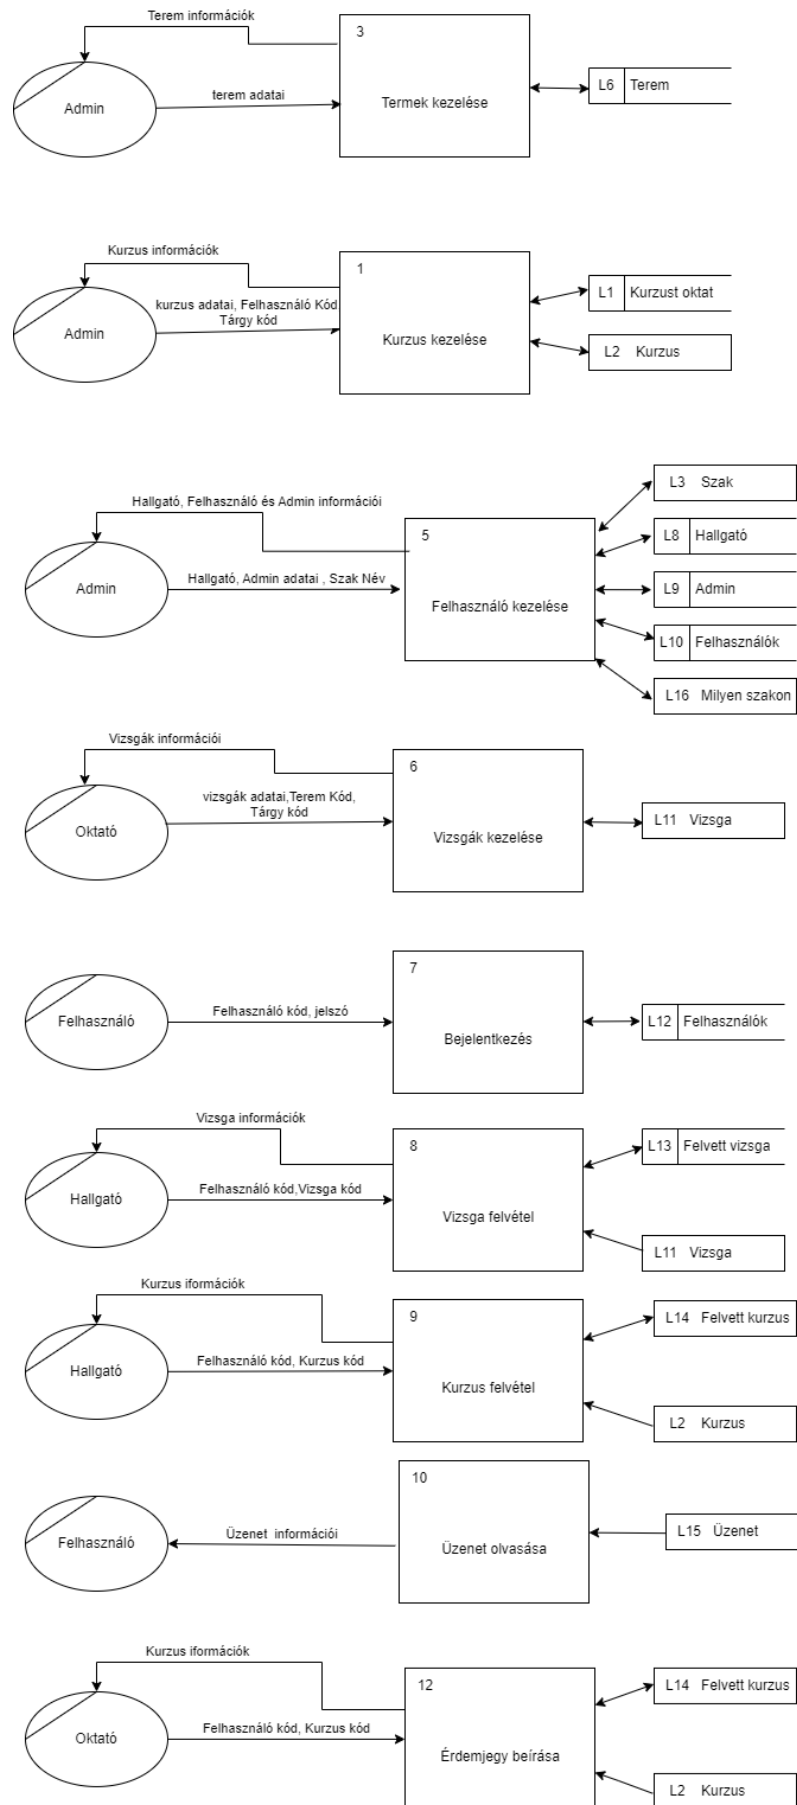 Terem információk
3
L6 Terem
Admin
terem adatai
Termek kezelése
Kurzus információk
1
L1 Kurzust oktat
kurzus adatai, Felhasználó Kód
Tárgy kód
Admin
Kurzus kezelése
L2 Kurzus
L3 Szak
Hallgató, Felhasználó és Admin információi
5
L8 Hallgató
Admin
Hallgató, Admin adatai , Szak Név
Felhasználó kezelése
L9 Admin
L10 Felhasználók
L16 Milyen szakon
Vizsgák információi
6
vizsgák adatai,Terem Kód,
Tárgy kód
Oktató
Vizsgák kezelése
L11 Vizsga
7
Felhasználó
Felhasználó kód, jelszó
Bejelentkezés
L12 Felhasználók
Vizsga információk
8
L13 Felvett vizsga
Hallgató
Felhasználó kód,Vizsga kód
Vizsga felvétel
L11 Vizsga
Kurzus iformációk
9
L14 Felvett kurzus
Hallgató
Felhasználó kód, Kurzus kód
Kurzus felvétel
L2 Kurzus
10
Felhasználó
Üzenet információi
Üzenet olvasása
L15 Üzenet
Kurzus iformációk
12
L14 Felvett kurzus
Oktató
Felhasználó kód, Kurzus kód
Érdemjegy beírása
L2 Kurzus